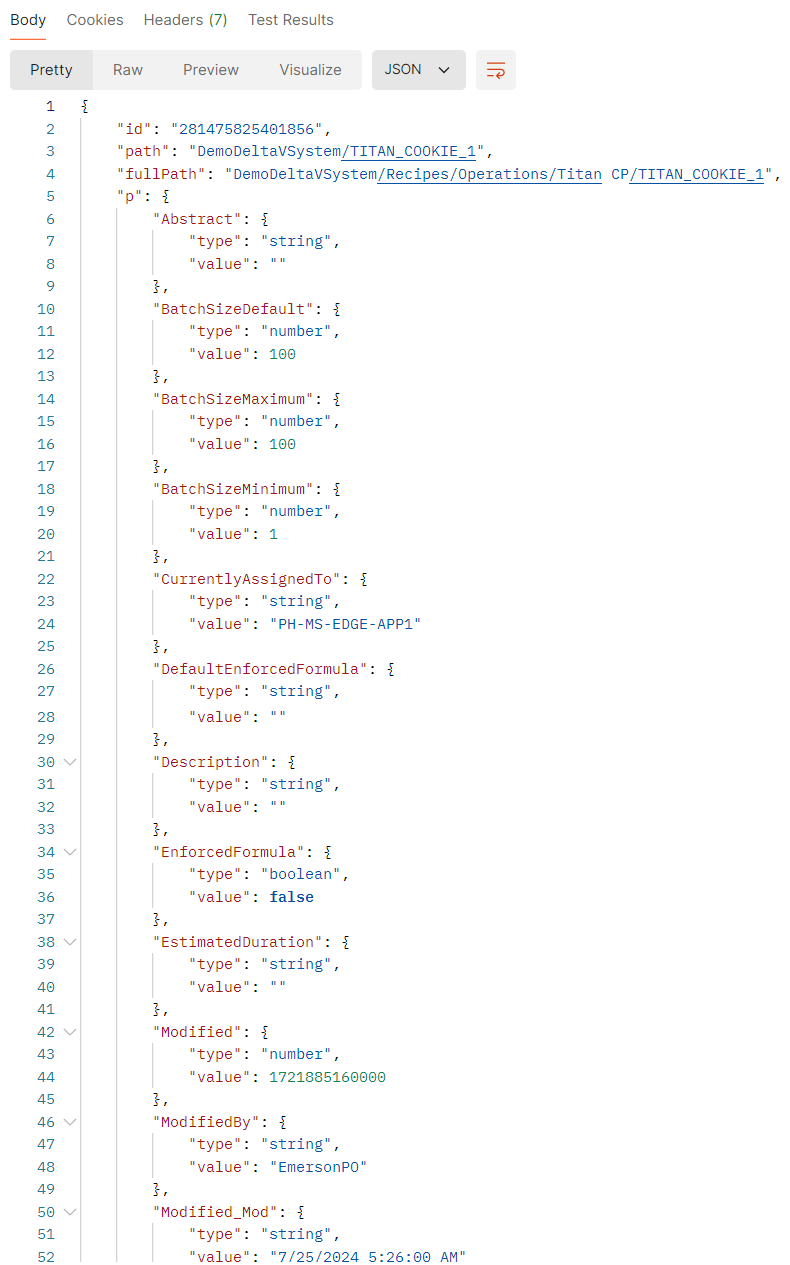 Body Cookies Headers (7) Test Results
Pretty Raw Preview Visualize JSON
1 {
2 "id": "281475825401856",
3 "path": "DemoDeltaVSystem/TITAN_COOKIE_1",
4 "fullPath": "DemoDeltaVSystem/Recipes/Operations/Titan CP/TITAN_COOKIE_1",
5 "p": {
6 "Abstract": {
7 "type": "string",
8 "value": ""
9 },
10 "BatchSizeDefault": {
11 "type": "number",
12 "value": 100
13 },
14 "BatchSizeMaximum": {
15 "type": "number",
16 "value": 100
17 },
18 "BatchSizeMinimum": {
19 "type": "number",
20 "value": 1
21 },
22 "CurrentlyAssignedTo": {
23 "type": "string",
24 "value": "PH-MS-EDGE-APP1"
25 },
26 "DefaultEnforcedFormula": {
27 "type": "string",
28 "value": ""
29 },
30 "Description": {
31 "type": "string",
32 "value": ""
33 },
34 "EnforcedFormula": {
35 "type": "boolean",
36 "value": false
37 },
38 "EstimatedDuration": {
39 "type": "string",
40 "value": ""
41 },
42 "Modified": {
43 "type": "number",
44 "value": 1721885160000
45 },
46 "ModifiedBy": {
47 "type": "string",
48 "value": "EmersonPO"
49 },
50 "Modified_Mod": {
51 "type": "string",
52 "value": "7/25/2024 5:26:00 AM"